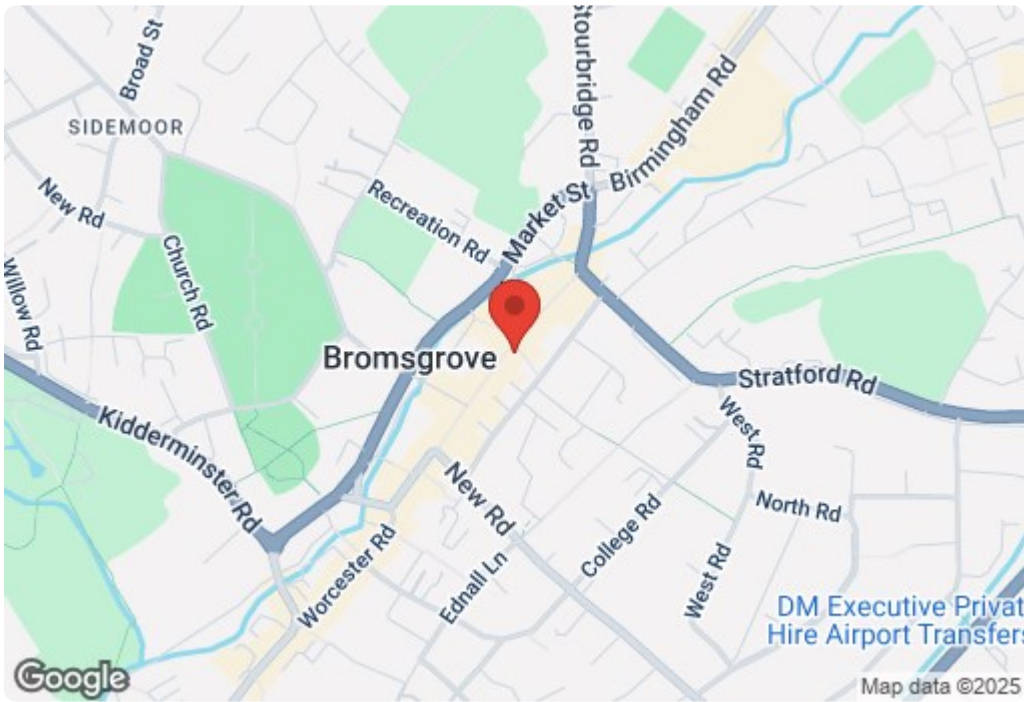 Broad St
Stourbridge Rd
Birmingham Rd
SIDEMOOR
New Rd
Recreation Rd
Market St
Church Rd
Willow Rd
Bromsgrove
Stratford Rd
Kidderminster Rd
West Rd
New Rd
College Rd
North Rd
Worcester Rd
Ednall Ln
West Rd
DM Executive Privat
Hire Airport Transfers
Google
Map data ©2025